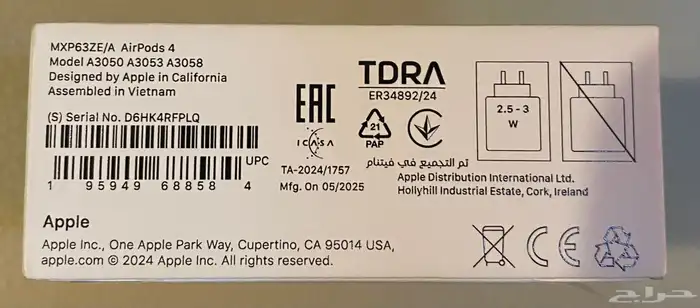 MXP63ZE/A AirPods 4
Model A3050 A3053 A3058
Designed by Apple in California
Assembled in Vietnam
(S) Serial No. D6HK4RFPLQ
UPC
1 95949 68858 4
EAC
ICASA
TA-2024/1757
Mfg. On 05/2025
TDRA
ER34892/24
21
PAP
تم التجميع في فيتنام
Apple Distribution International Ltd.
Hollyhill Industrial Estate, Cork, Ireland
2.5 - 3
W
Apple
Apple Inc., One Apple Park Way, Cupertino, CA 95014 USA,
apple.com © 2024 Apple Inc. All rights reserved.
CE
حراج